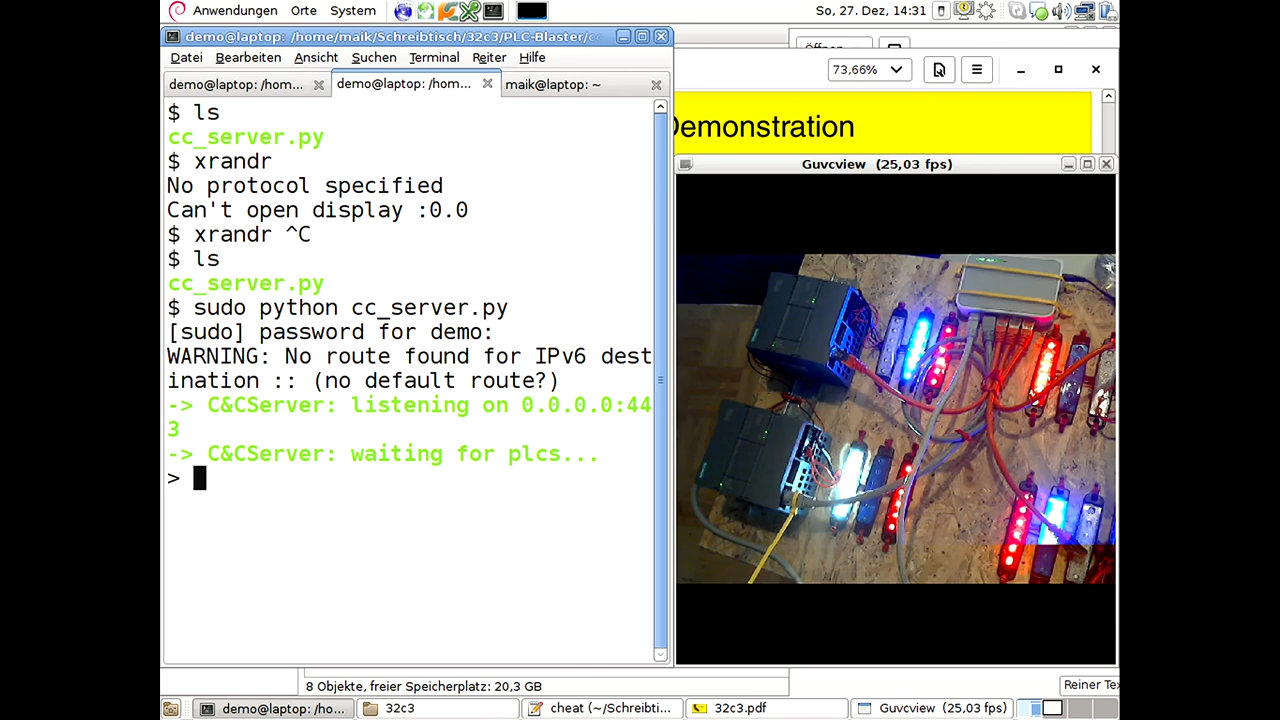 Anwendungen Orte System
So, 27. Dez, 14:31
demo@laptop: /home/maik/Schreibtisch/32c3/PLC-Blaster/c
Datei Bearbeiten Ansicht Suchen Terminal Reiter Hilfe
demo@laptop: /hom... demo@laptop: /hom... maik@laptop: ~
$ ls
cc_server.py
$ xrandr
No protocol specified
Can't open display :0.0
$ xrandr ^C
$ ls
cc_server.py
$ sudo python cc_server.py
[sudo] password for demo:
WARNING: No route found for IPv6 dest
ination :: (no default route?)
-> C&CServer: listening on 0.0.0.0:44
3
-> C&CServer: waiting for plcs...
>
Öffnen
73,66%
Demonstration
Guvcview (25,03 fps)
8 Objekte, freier Speicherplatz: 20,3 GB
Reiner Te
demo@laptop: /ho... 32c3 cheat (~/Schreibti... 32c3.pdf Guvcview (25,03 fps)